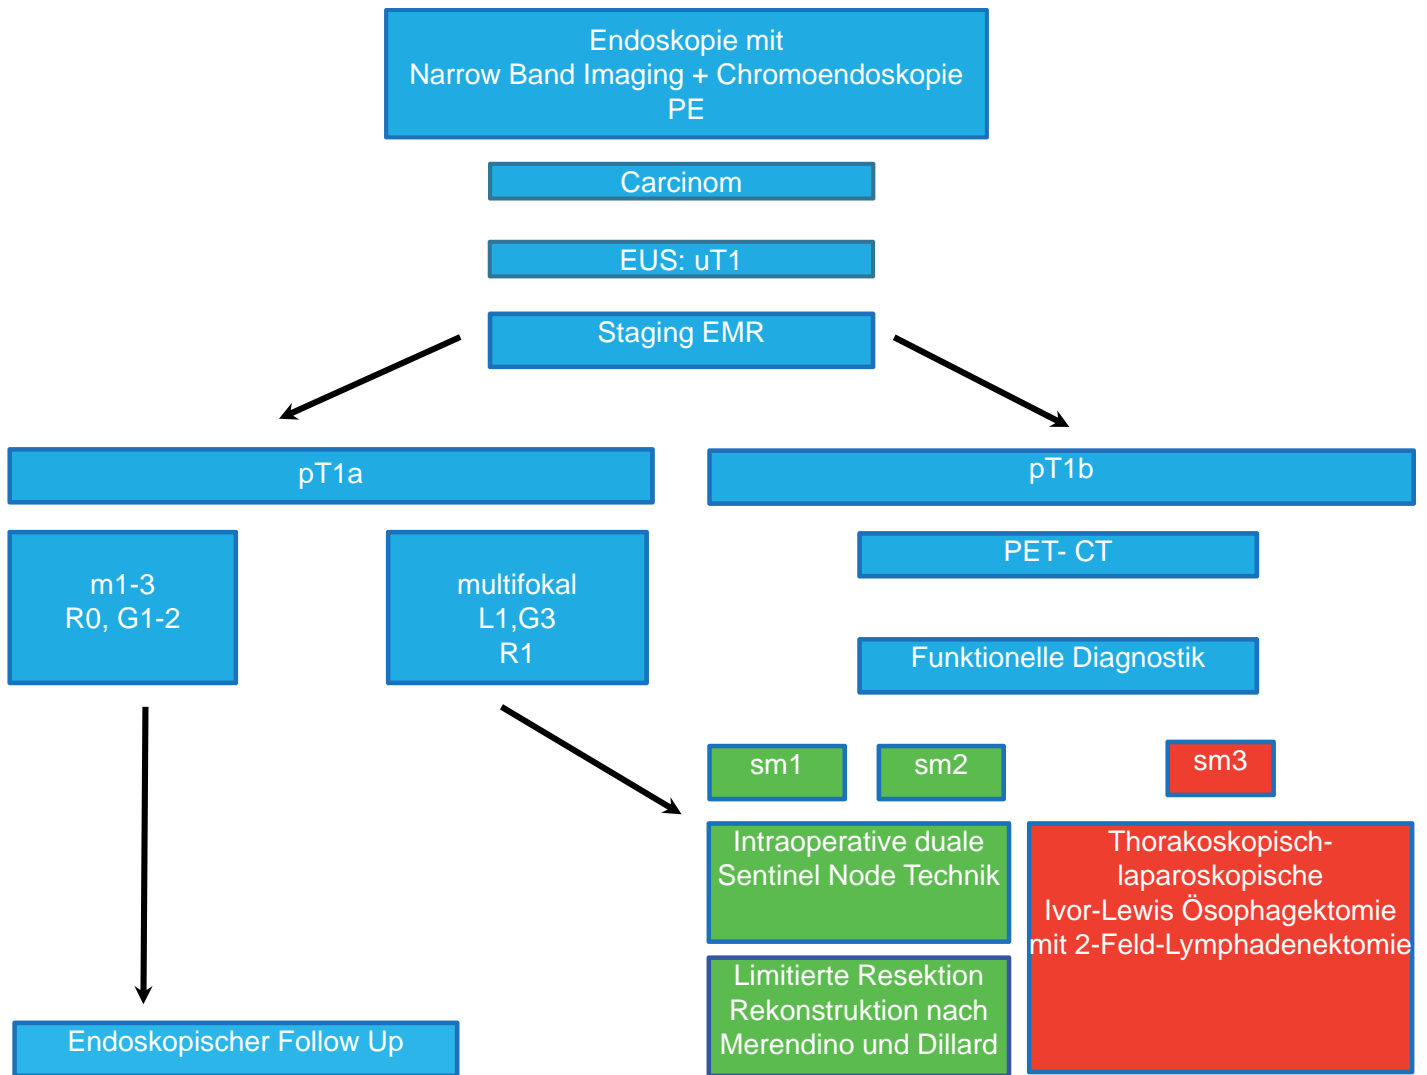 Endoskopie mit
Narrow Band Imaging + Chromoendoskopie
PE
Carcinom
EUS: uT1
Staging EMR
pT1a
pT1b
m1-3
R0, G1-2
multifokal
L1,G3
R1
PET- CT
Funktionelle Diagnostik
sm1
sm2
sm3
Intraoperative duale
Sentinel Node Technik
Thorakoskopisch-
laparoskopische
Ivor-Lewis Ösophagektomie
mit 2-Feld-Lymphadenektomie
Limitierte Resektion
Rekonstruktion nach
Merendino und Dillard
Endoskopischer Follow Up